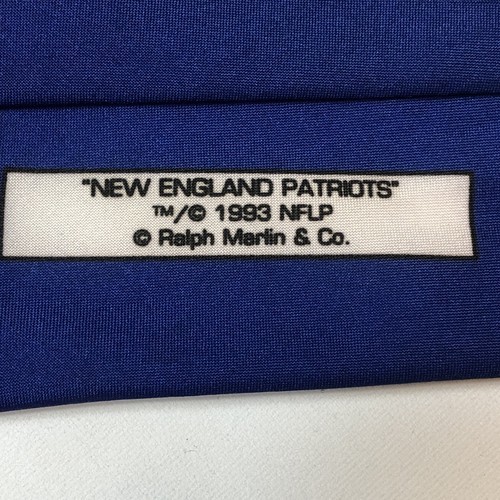 "NEW ENGLAND PATRIOTS"
™/© 1993 NFLP
© Ralph Marlin & Co.